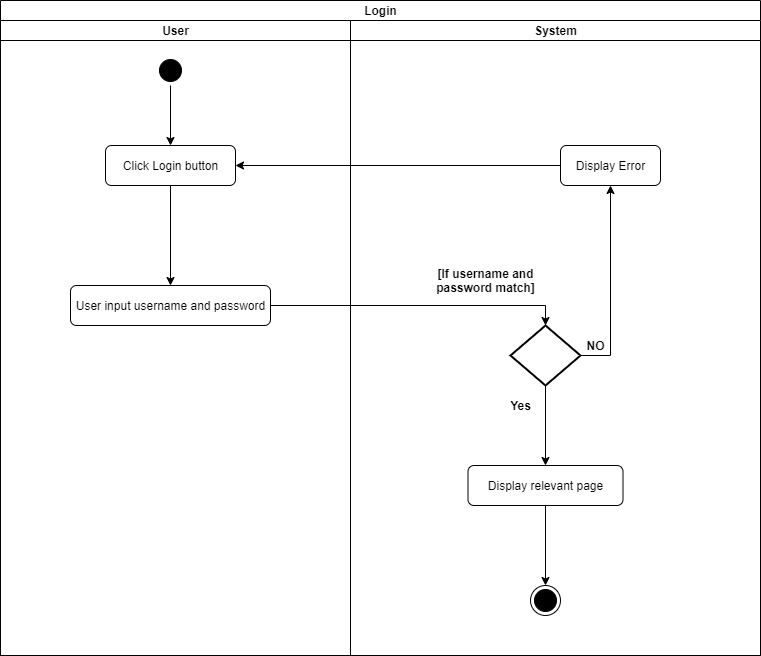 Login
User
System
Click Login button
Display Error
[If username and
password match]
User input username and password
NO
Yes
Display relevant page